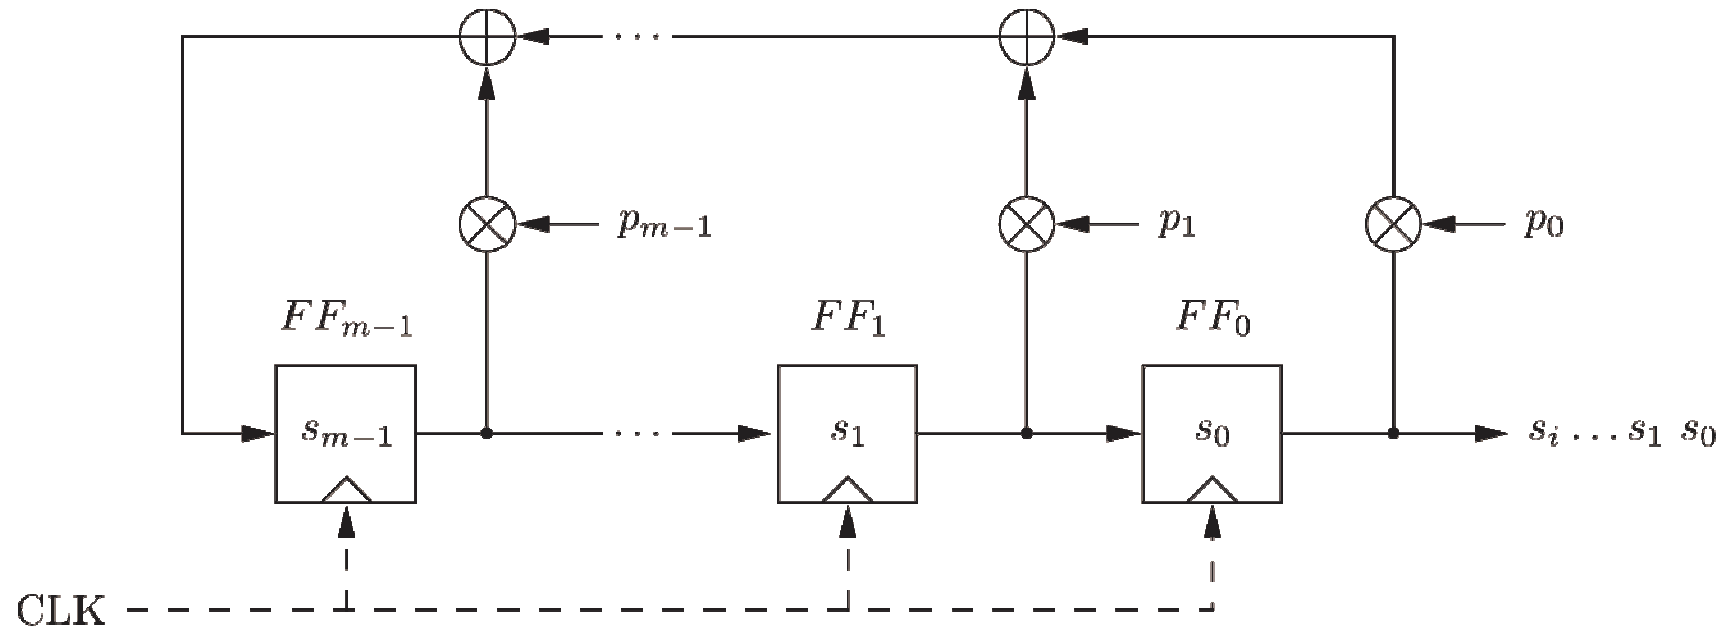 · · ·
p_{m−1} p_1 p_0
FF_{m−1} FF_1 FF_0
s_{m−1} · · · s_1 s_0 s_i . . . s_1 s_0
CLK